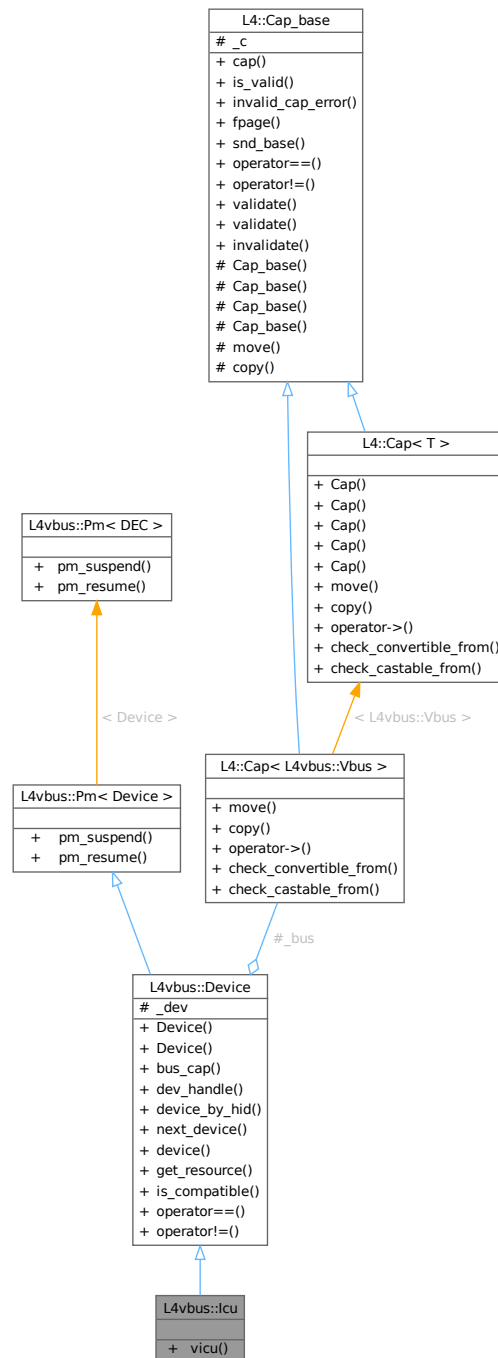 L4::Cap_base
# _c
+ cap()
+ is_valid()
+ invalid_cap_error()
+ fpage()
+ snd_base()
+ operator==()
+ operator!=()
+ validate()
+ validate()
+ invalidate()
# Cap_base()
# Cap_base()
# Cap_base()
# Cap_base()
# move()
# copy()
L4::Cap< T >
+ Cap()
+ Cap()
+ Cap()
+ Cap()
+ Cap()
+ move()
+ copy()
+ operator->()
+ check_convertible_from()
+ check_castable_from()
L4vbus::Pm< DEC >
+ pm_suspend()
+ pm_resume()
< Device >
< L4vbus::Vbus >
L4::Cap< L4vbus::Vbus >
+ move()
+ copy()
+ operator->()
+ check_convertible_from()
+ check_castable_from()
L4vbus::Pm< Device >
+ pm_suspend()
+ pm_resume()
#_bus
L4vbus::Device
# _dev
+ Device()
+ Device()
+ bus_cap()
+ dev_handle()
+ device_by_hid()
+ next_device()
+ device()
+ get_resource()
+ is_compatible()
+ operator==()
+ operator!=()
L4vbus::Icu
+ vicu()